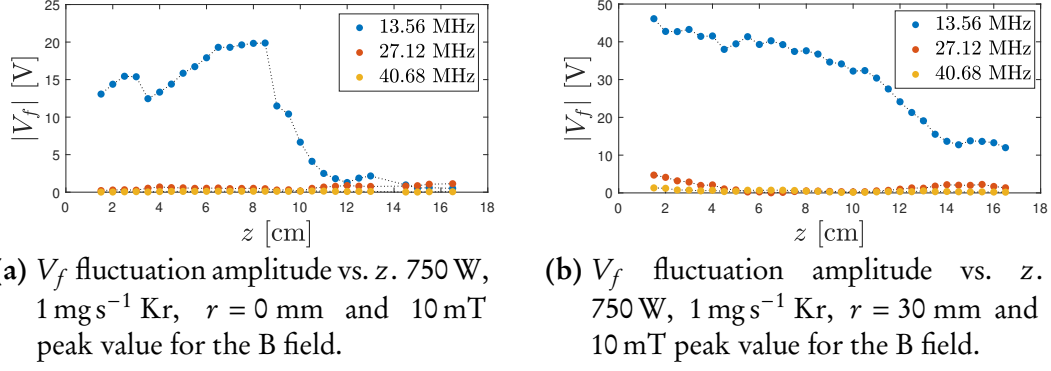 25
20
15
10
5
0
|V_f| [V]
13.56 MHz
27.12 MHz
40.68 MHz
0 2 4 6 8 10 12 14 16 18
z [cm]
50
40
30
20
10
0
|V_f| [V]
13.56 MHz
27.12 MHz
40.68 MHz
0 2 4 6 8 10 12 14 16 18
z [cm]
a) V_f fluctuation amplitude vs. z. 750 W,
1 mg s⁻¹ Kr, r = 0 mm and 10 mT
peak value for the B field.
(b) V_f fluctuation amplitude vs. z.
750 W, 1 mg s⁻¹ Kr, r = 30 mm and
10 mT peak value for the B field.